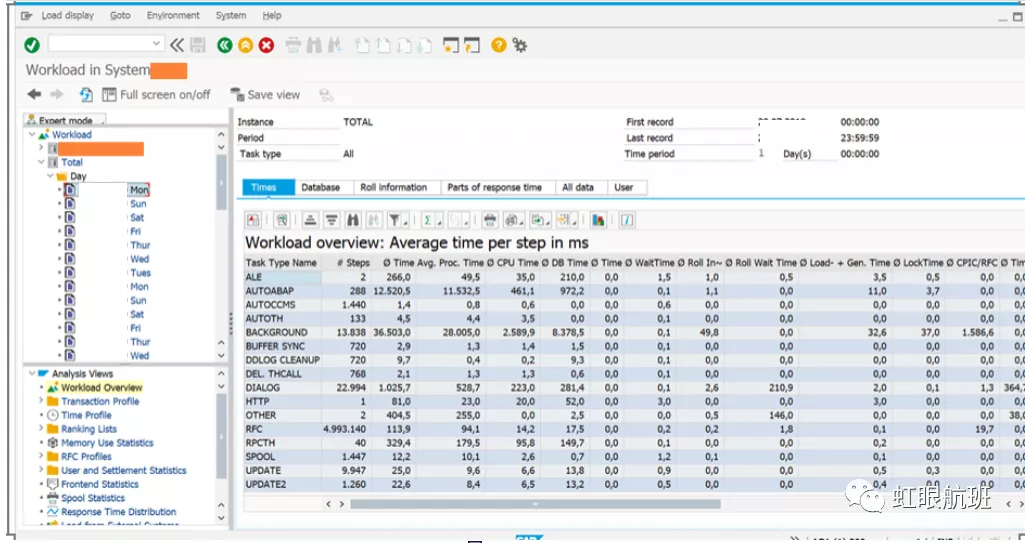 Load display Goto Environment System Help
Workload in System
Full screen on/off Save view
Expert mode
Workload
Total
Day
Mon
Sun
Sat
Fri
Thur
Wed
Tues
Mon
Sun
Sat
Fri
Thur
Wed
Analysis Views
Workload Overview
Transaction Profile
Time Profile
Ranking Lists
Memory Use Statistics
RFC Profiles
User and Settlement Statistics
Frontend Statistics
Spool Statistics
Response Time Distribution
Load from External Systems
Instance TOTAL First record 00:00:00
Period Last record 23:59:59
Task type All Time period 1 Day(s) 00:00:00
Times Database Roll information Parts of response time All data User
Workload overview: Average time per step in ms
Task Type Name # Steps Ø Time Avg. Proc. Time Ø CPU Time Ø DB Time Ø Time Ø WaitTime Ø Roll In~ Ø Roll Wait Time Ø Load- + Gen. Time Ø LockTime Ø CPIC/RFC Ø Tim
ALE 2 266,0 49,5 35,0 210,0 0,0 1,5 1,0 0,5 3,5 0,5 0,0 0,0
AUTOABAP 288 12.520,5 11.532,5 461,1 972,2 0,0 0,1 1,1 0,0 11,0 3,7 0,0 0,0
AUTOCCMS 1.440 1,4 0,8 0,6 0,0 0,0 0,6 0,0 0,0 0,0 0,0 0,0 0,0
AUTOTH 133 4,5 4,4 3,5 0,0 0,0 0,1 0,0 0,0 0,0 0,0 0,0 0,0
BACKGROUND 13.838 36.503,0 28.005,0 2.589,9 8.378,5 0,0 0,1 49,8 0,0 32,6 37,0 1.586,6 0,0
BUFFER SYNC 720 2,9 1,3 1,4 1,5 0,0 0,1 0,0 0,0 0,0 0,0 0,0 0,0
DDLOG CLEANUP 720 9,7 0,4 0,2 9,3 0,0 0,1 0,0 0,0 0,0 0,0 0,0 0,0
DEL. THCALL 768 2,1 1,3 1,3 0,6 0,0 0,1 0,0 0,0 0,0 0,0 0,0 0,0
DIALOG 22.994 1.025,7 528,7 223,0 281,4 0,0 0,1 2,6 210,9 2,0 0,1 1,3 364,7
HTTP 1 81,0 23,0 20,0 52,0 0,0 3,0 0,0 0,0 3,0 0,0 0,0 0,0
OTHER 2 404,5 255,0 0,0 2,5 0,0 0,0 0,5 146,0 0,0 0,0 0,0 38,0
RFC 4.993.140 113,9 94,1 14,2 17,5 0,0 0,2 0,2 1,8 0,1 0,0 19,7 0,0
RPCTH 40 329,4 179,5 95,8 149,7 0,0 0,1 0,0 0,0 0,2 0,0 0,0 0,0
SPOOL 1.447 12,2 10,1 2,6 0,7 0,0 1,2 0,1 0,0 0,0 0,0 0,0 0,0
UPDATE 9.947 25,0 9,6 6,6 13,8 0,0 0,9 0,0 0,0 0,5 0,3 0,0 0,0
UPDATE2 1.260 22,6 8,4 6,5 13,2 0,0 0,5 0,0 0,0 0,4
虹眼航班
SAP